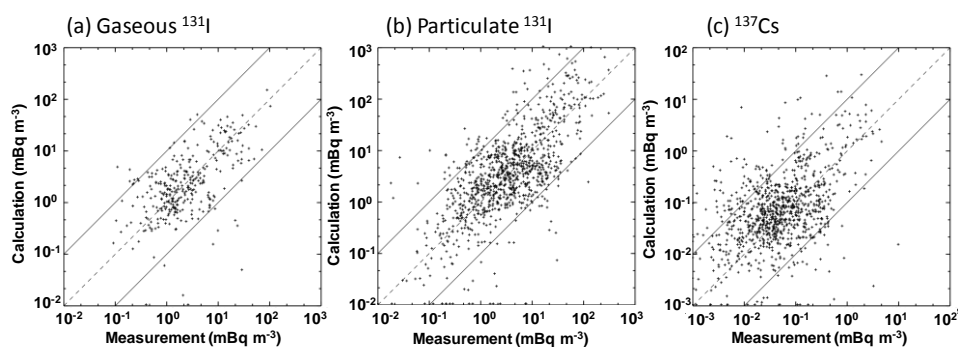 (a) Gaseous ¹³¹I
(b) Particulate ¹³¹I
(c) ¹³⁷Cs
10³
10²
10¹
10⁰
10⁻¹
10⁻²
Calculation (mBq m⁻³)
10⁻² 10⁻¹ 10⁰ 10¹ 10² 10³
Measurement (mBq m⁻³)
10³
10²
10¹
10⁰
10⁻¹
10⁻²
Calculation (mBq m⁻³)
10⁻² 10⁻¹ 10⁰ 10¹ 10² 10³
Measurement (mBq m⁻³)
10²
10¹
10⁰
10⁻¹
10⁻²
10⁻³
Calculation (mBq m⁻³)
10⁻³ 10⁻² 10⁻¹ 10⁰ 10¹ 10²
Measurement (mBq m⁻³)